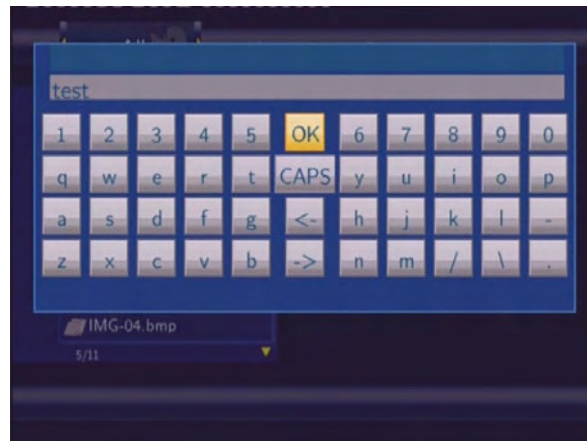 test
1 2 3 4 5 OK 6 7 8 9 0
q w e r t CAPS y u i o p
a s d f g <- h j k l -
z x c v b -> n m / \ .
IMG-04.bmp
5/11